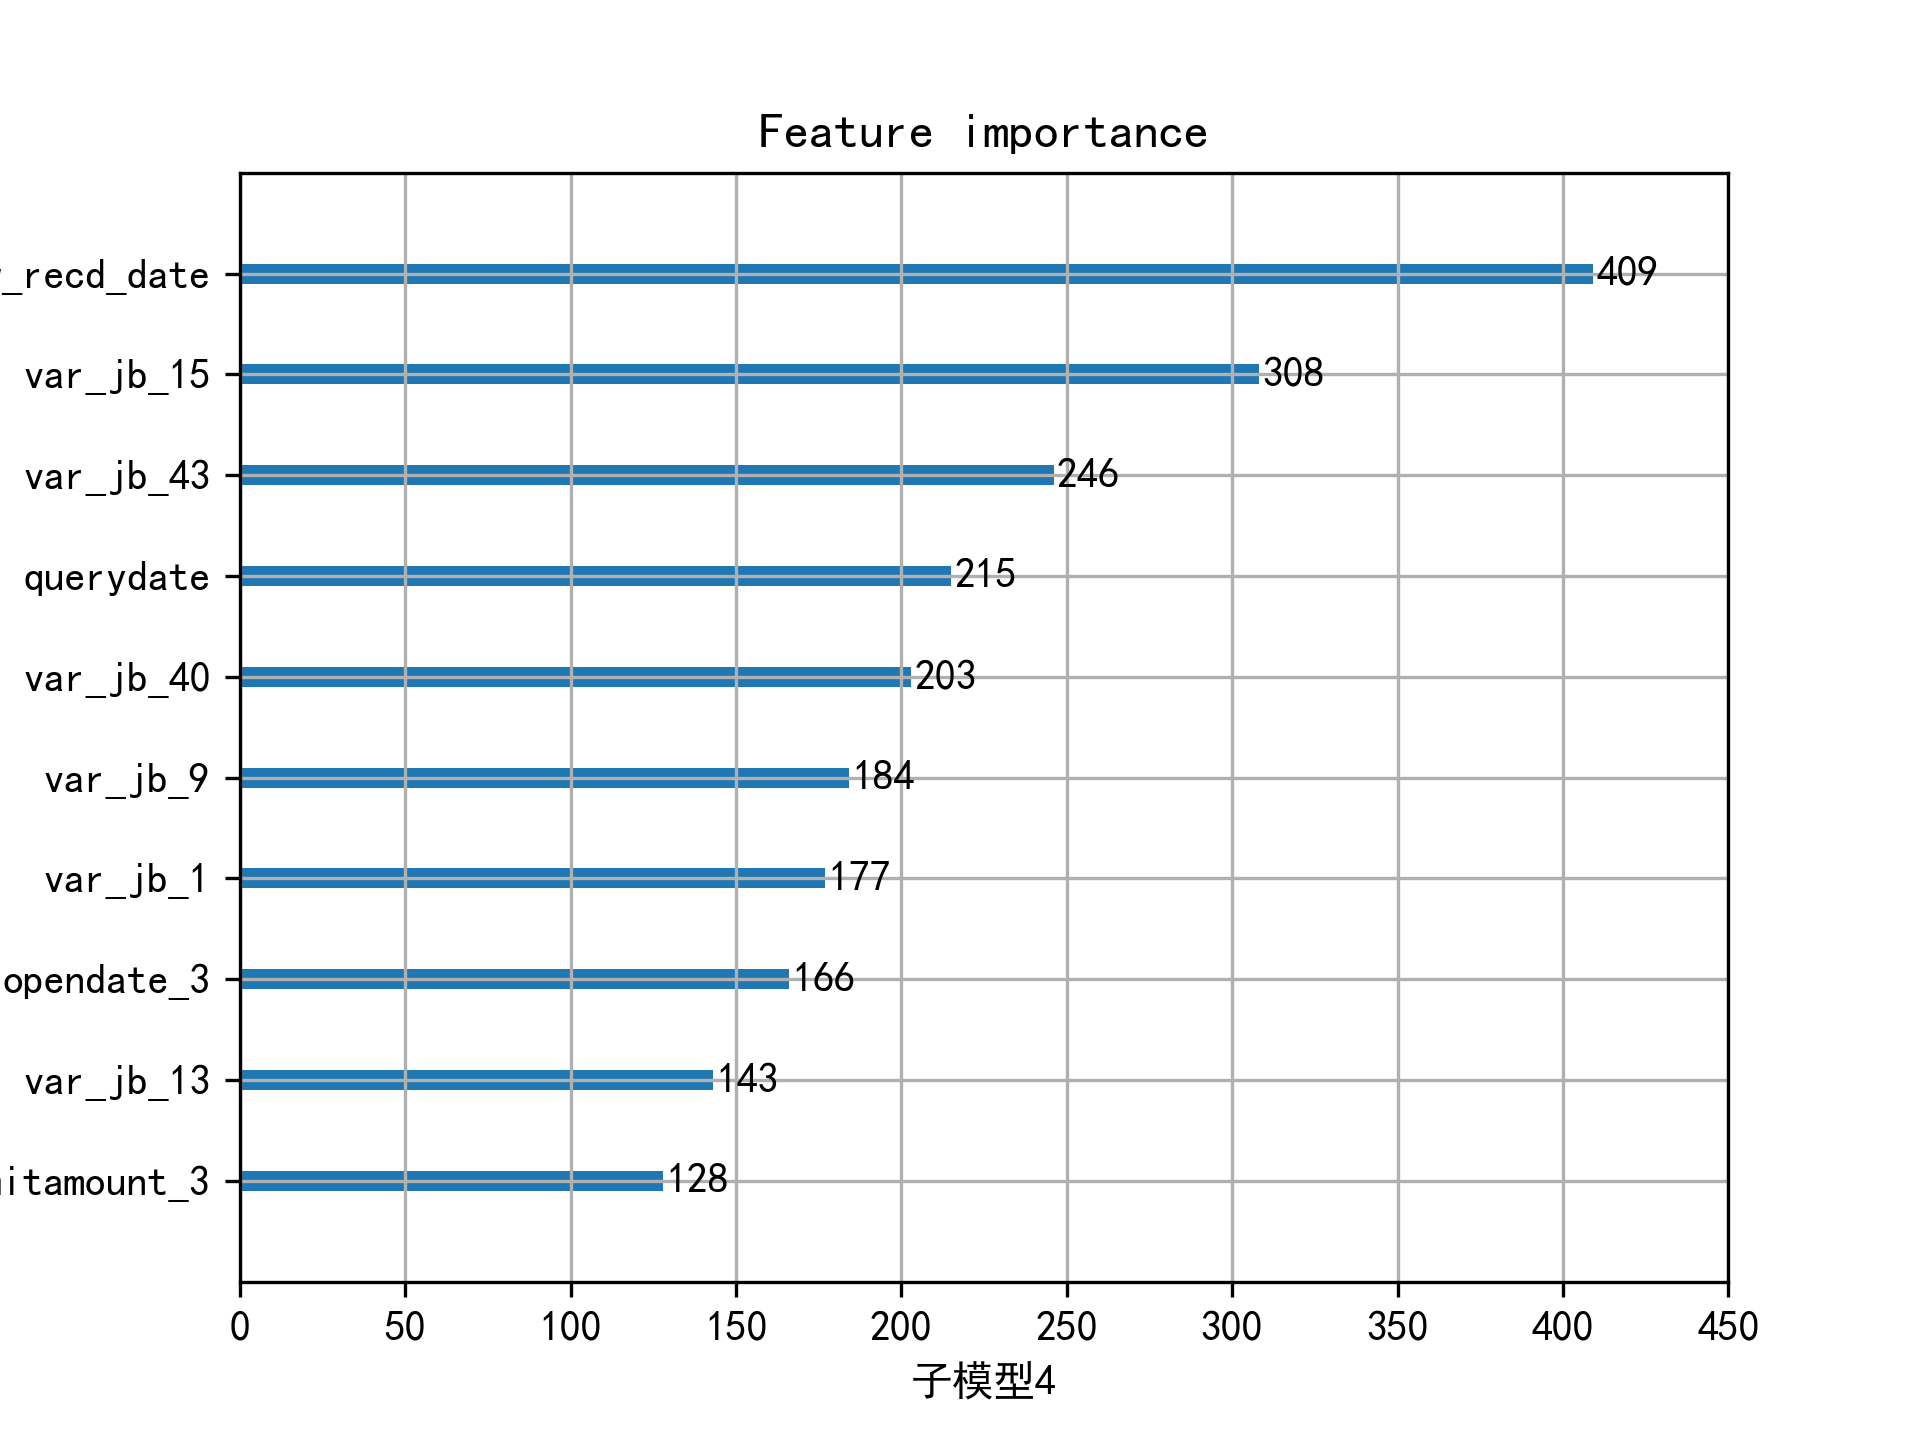 Feature importance
_recd_date
409
var_jb_15
308
var_jb_43
246
querydate
215
var_jb_40
203
var_jb_9
184
var_jb_1
177
opendate_3
166
var_jb_13
143
itamount_3
128
0 50 100 150 200 250 300 350 400 450
子模型4